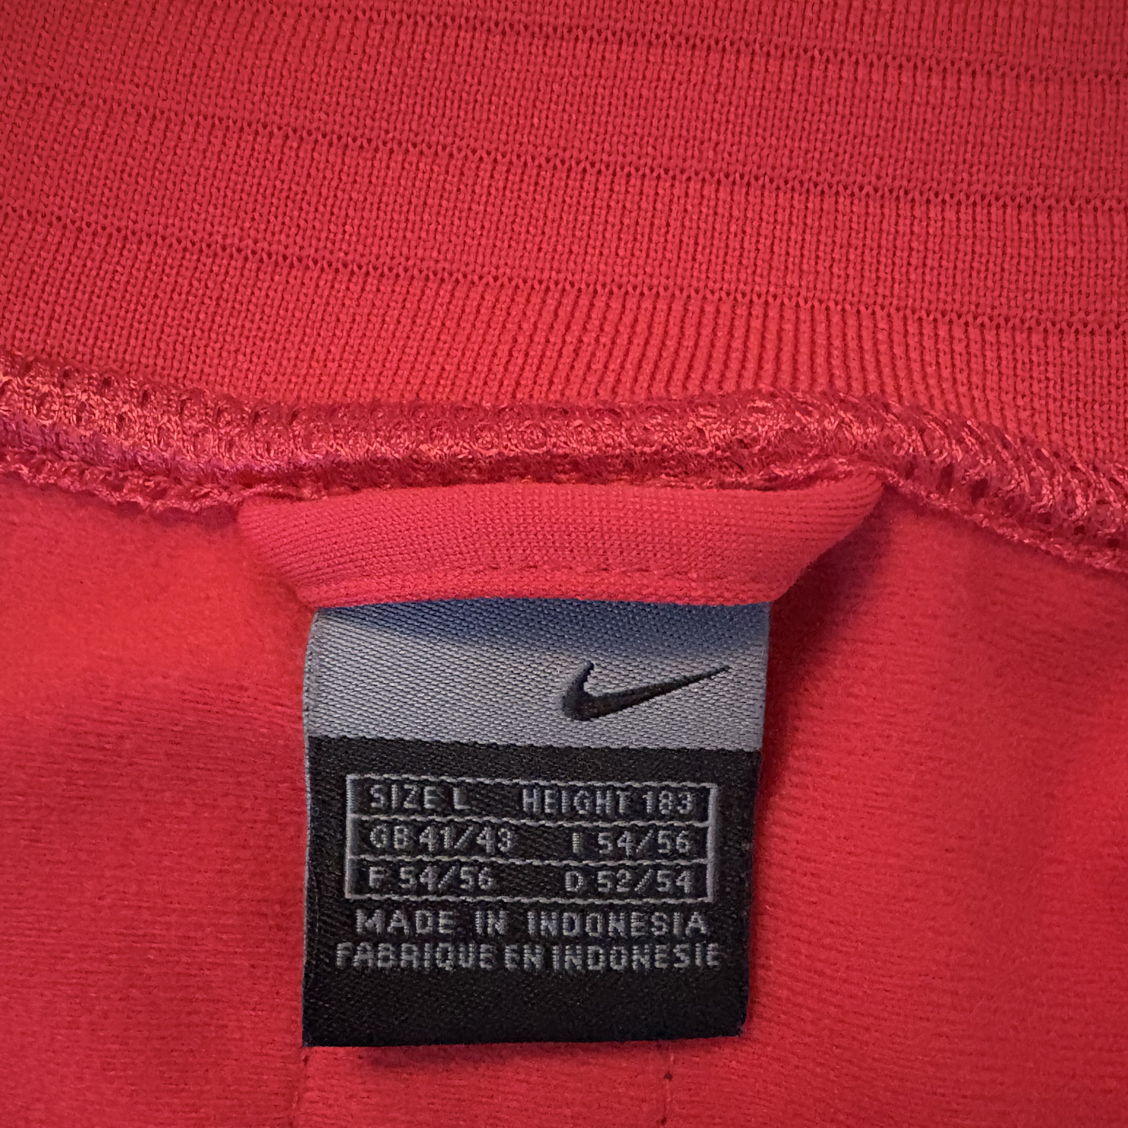 SIZE L HEIGHT 183
GB 41/43 I 54/56
F 54/56 D 52/54
MADE IN INDONESIA
FABRIQUE EN INDONESIE